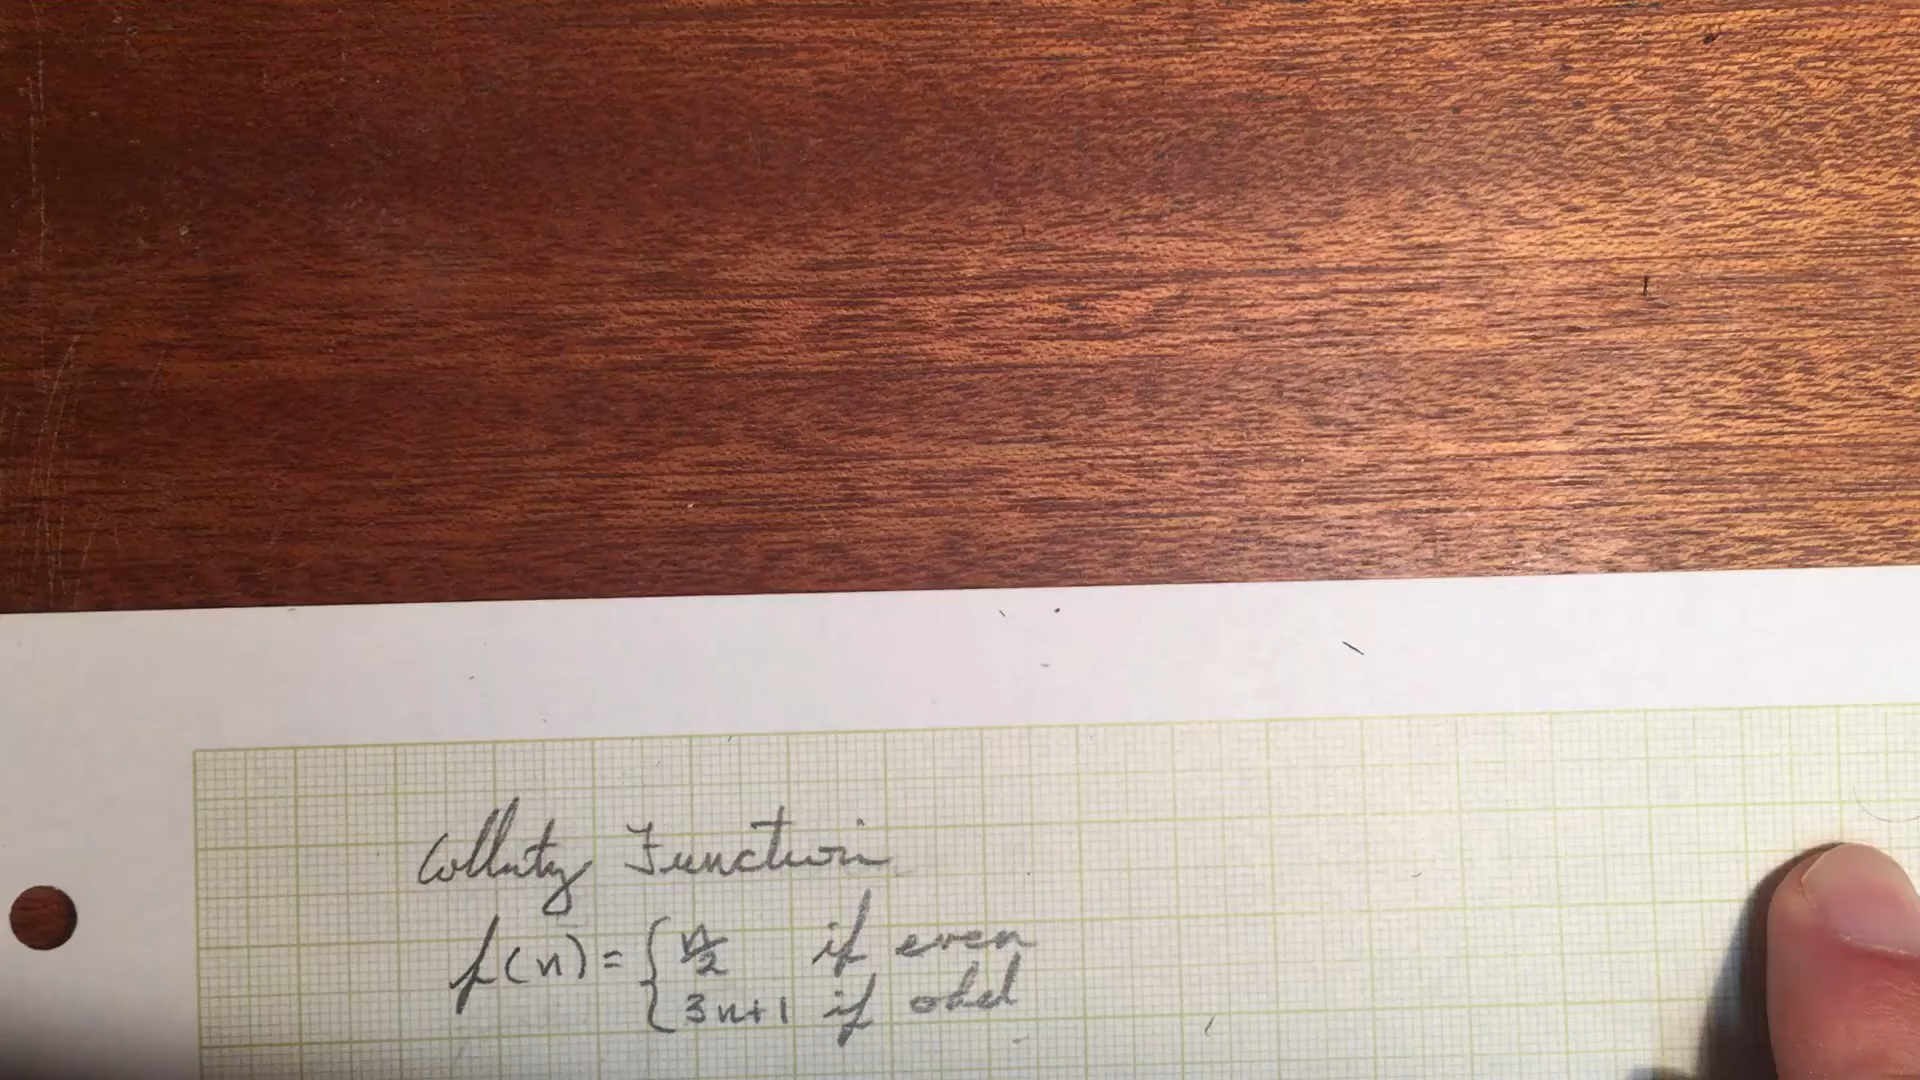 Collatz Function
f(n) = { n/2 if even
3n+1 if odd